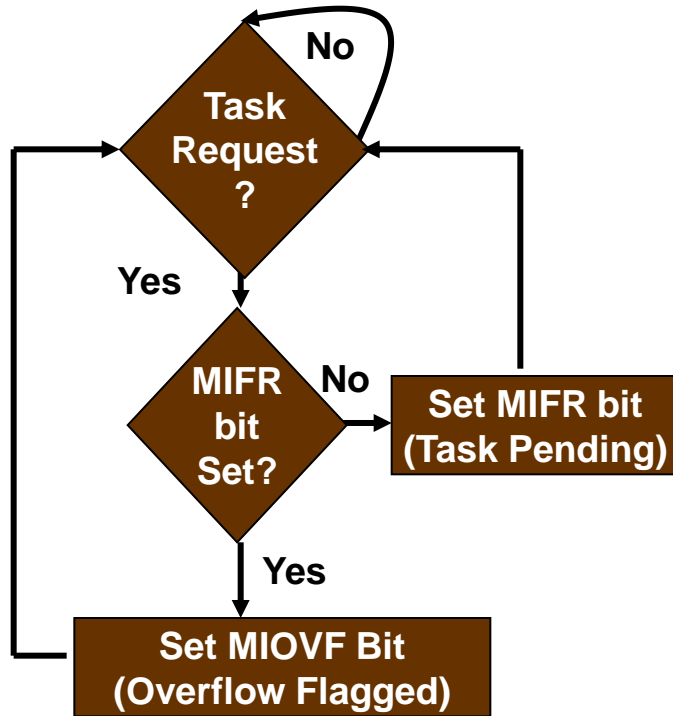 No
Task
Request
?
Yes
MIFR
bit
Set?
No
Set MIFR bit
(Task Pending)
Yes
Set MIOVF Bit
(Overflow Flagged)